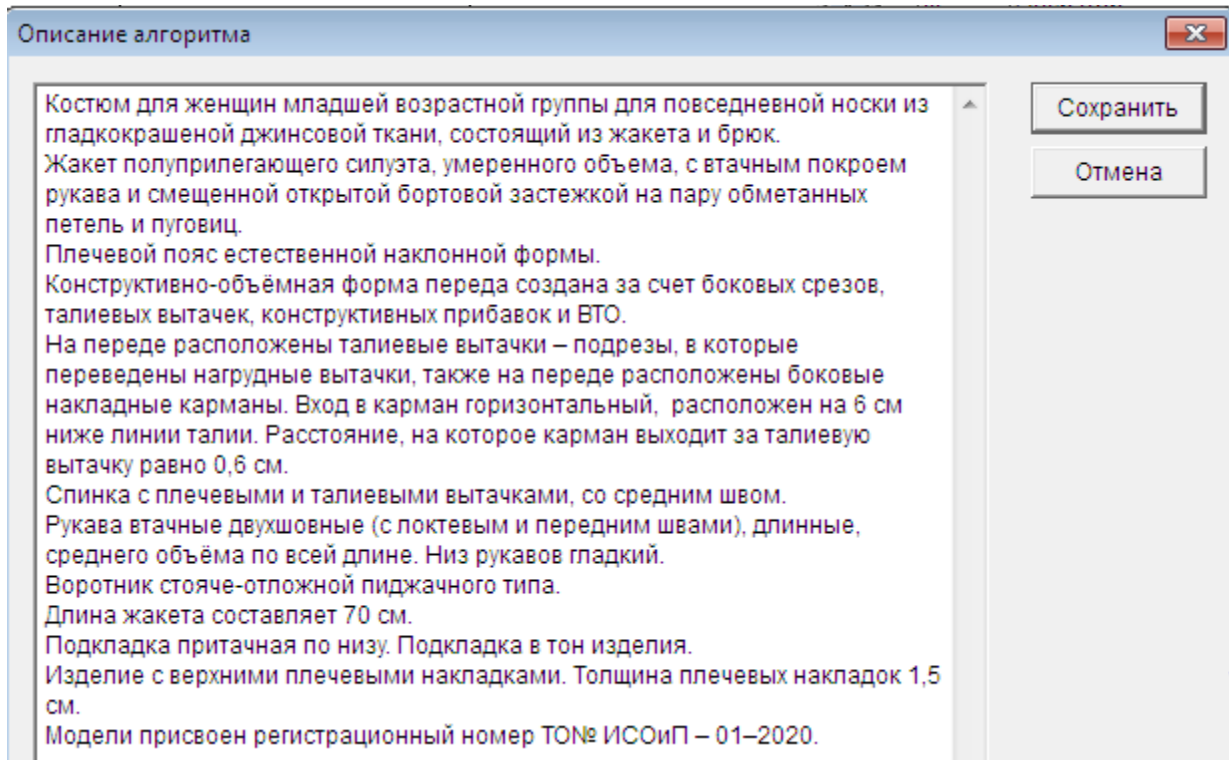 Описание алгоритма
Костюм для женщин младшей возрастной группы для повседневной носки из
гладкокрашеной джинсовой ткани, состоящий из жакета и брюк.
Жакет полуприлегающего силуэта, умеренного объема, с втачным покроем
рукава и смещенной открытой бортовой застежкой на пару обметанных
петель и пуговиц.
Плечевой пояс естественной наклонной формы.
Конструктивно-объёмная форма переда создана за счет боковых срезов,
талиевых вытачек, конструктивных прибавок и ВТО.
На переде расположены талиевые вытачки – подрезы, в которые
переведены нагрудные вытачки, также на переде расположены боковые
накладные карманы. Вход в карман горизонтальный,  расположен на 6 см
ниже линии талии. Расстояние, на которое карман выходит за талиевую
вытачку равно 0,6 см.
Спинка с плечевыми и талиевыми вытачками, со средним швом.
Рукава втачные двухшовные (с локтевым и передним швами), длинные,
среднего объёма по всей длине. Низ рукавов гладкий.
Воротник стояче-отложной пиджачного типа.
Длина жакета составляет 70 см.
Подкладка притачная по низу. Подкладка в тон изделия.
Изделие с верхними плечевыми накладками. Толщина плечевых накладок 1,5
см.
Модели присвоен регистрационный номер ТО№ ИСОиП – 01–2020.
Сохранить
Отмена